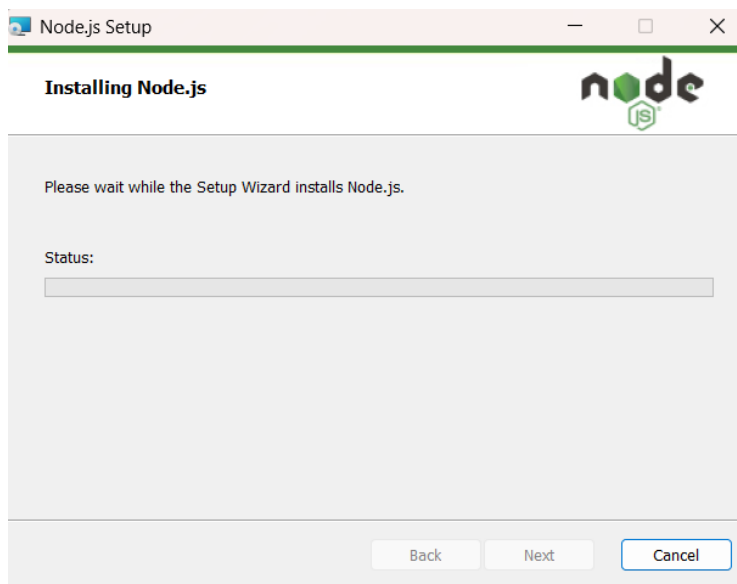 Node.js Setup
Installing Node.js
node
JS
Please wait while the Setup Wizard installs Node.js.
Status:
Back Next Cancel